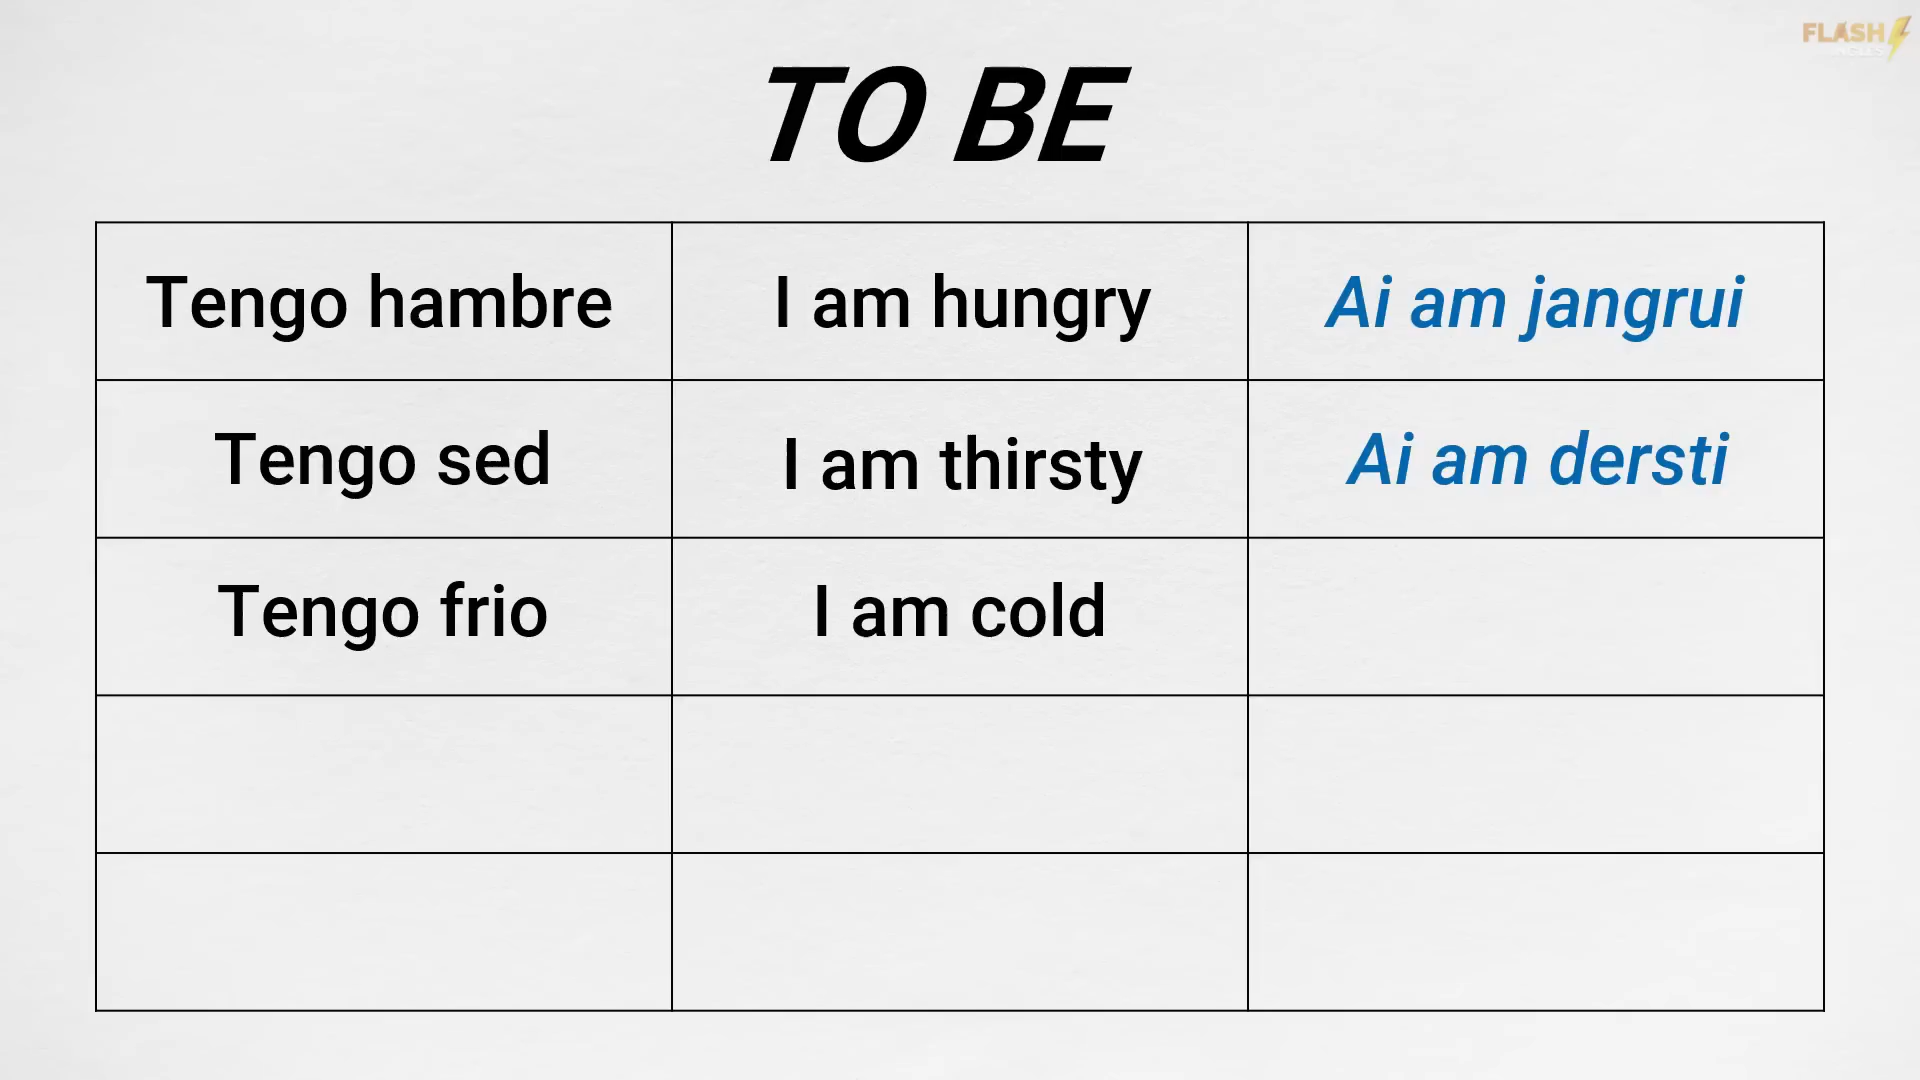 FLASH
TO BE
Tengo hambre
I am hungry
Ai am jangrui
Tengo sed
I am thirsty
Ai am dersti
Tengo frio
I am cold